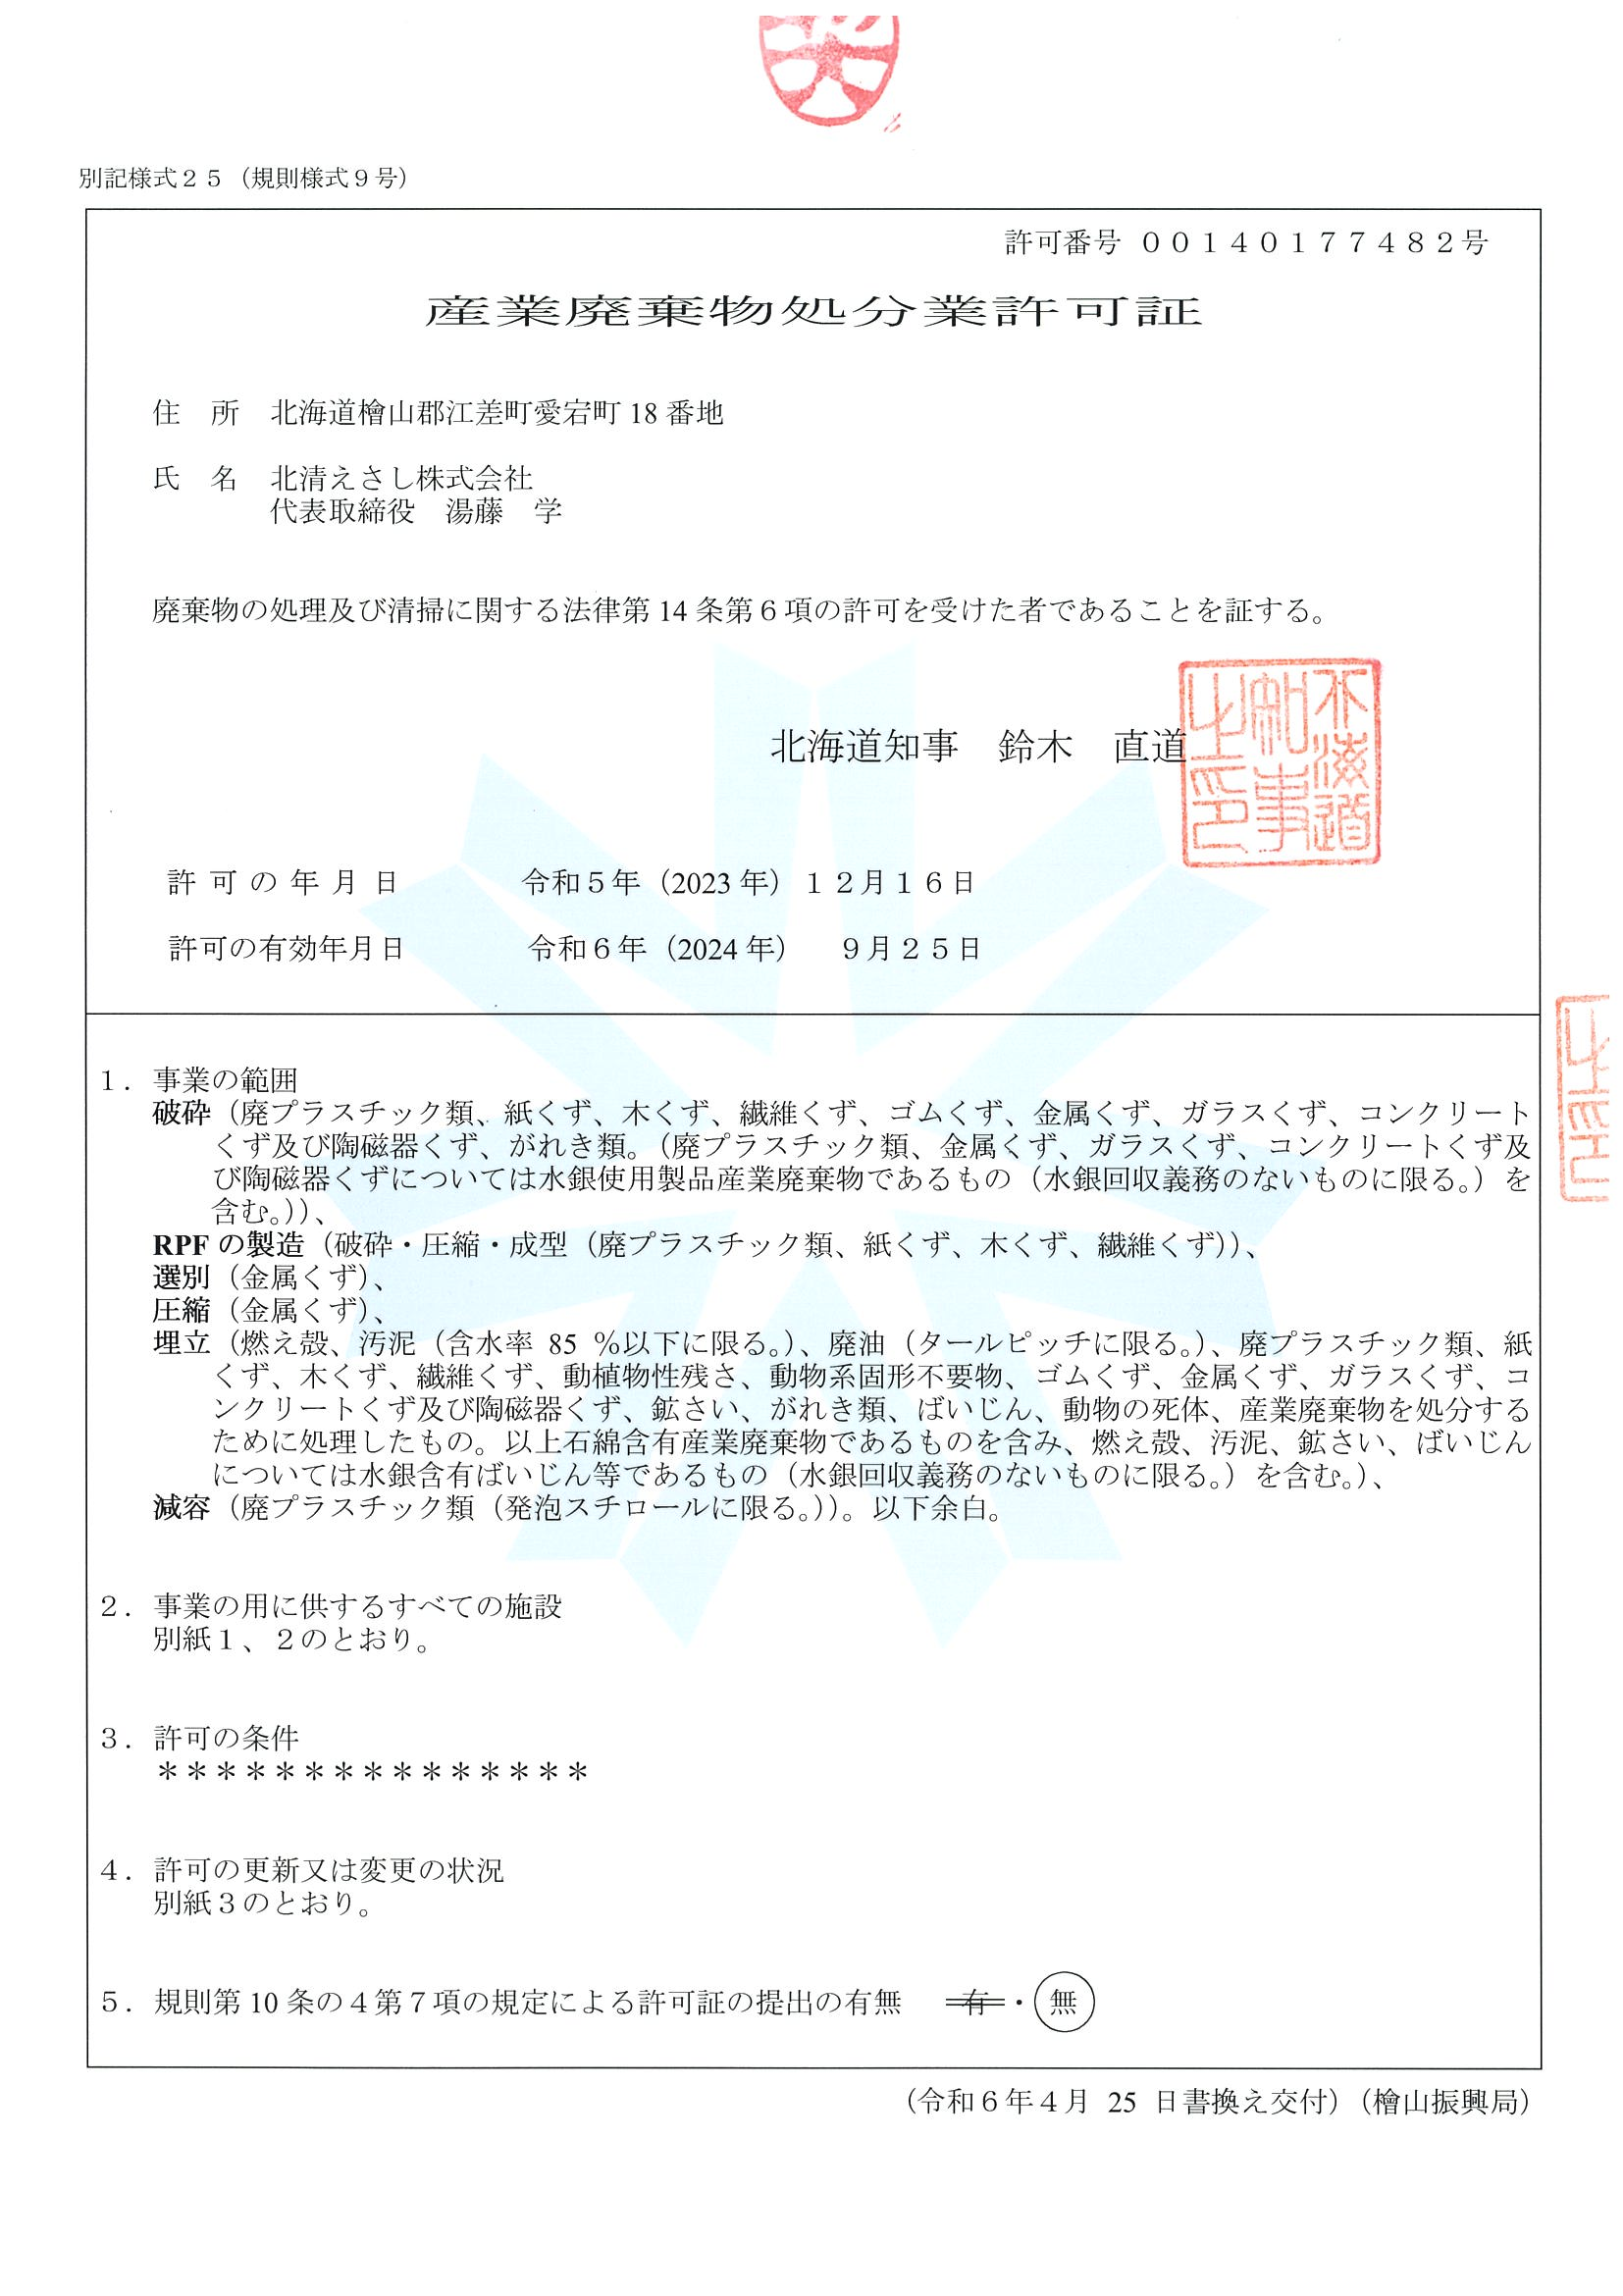 別記様式２５（規則様式９号）
許可番号 ００１４０１７７４８２号
産業廃棄物処分業許可証
住　所　北海道檜山郡江差町愛宕町 18 番地
氏　名　北清えさし株式会社
代表取締役　湯藤　学
廃棄物の処理及び清掃に関する法律第 14 条第６項の許可を受けた者であることを証する。
北海道知事　鈴木　直道
北海道
知事
之印
許可の年月日　令和５年（2023 年）１２月１６日
許可の有効年月日　令和６年（2024 年）　９月２５日
１．事業の範囲
破砕（廃プラスチック類、紙くず、木くず、繊維くず、ゴムくず、金属くず、ガラスくず、コンクリート
くず及び陶磁器くず、がれき類。（廃プラスチック類、金属くず、ガラスくず、コンクリートくず及
び陶磁器くずについては水銀使用製品産業廃棄物であるもの（水銀回収義務のないものに限る。）を
含む。））、
RPF の製造（破砕・圧縮・成型（廃プラスチック類、紙くず、木くず、繊維くず））、
選別（金属くず）、
圧縮（金属くず）、
埋立（燃え殻、汚泥（含水率 85 ％以下に限る。）、廃油（タールピッチに限る。）、廃プラスチック類、紙
くず、木くず、繊維くず、動植物性残さ、動物系固形不要物、ゴムくず、金属くず、ガラスくず、コ
ンクリートくず及び陶磁器くず、鉱さい、がれき類、ばいじん、動物の死体、産業廃棄物を処分する
ために処理したもの。以上石綿含有産業廃棄物であるものを含み、燃え殻、汚泥、鉱さい、ばいじん
については水銀含有ばいじん等であるもの（水銀回収義務のないものに限る。）を含む。）、
減容（廃プラスチック類（発泡スチロールに限る。））。以下余白。
２．事業の用に供するすべての施設
別紙１、２のとおり。
３．許可の条件
＊＊＊＊＊＊＊＊＊＊＊＊＊＊＊
４．許可の更新又は変更の状況
別紙３のとおり。
５．規則第 10 条の４第７項の規定による許可証の提出の有無　有・無
（令和６年４月 25 日書換え交付）（檜山振興局）